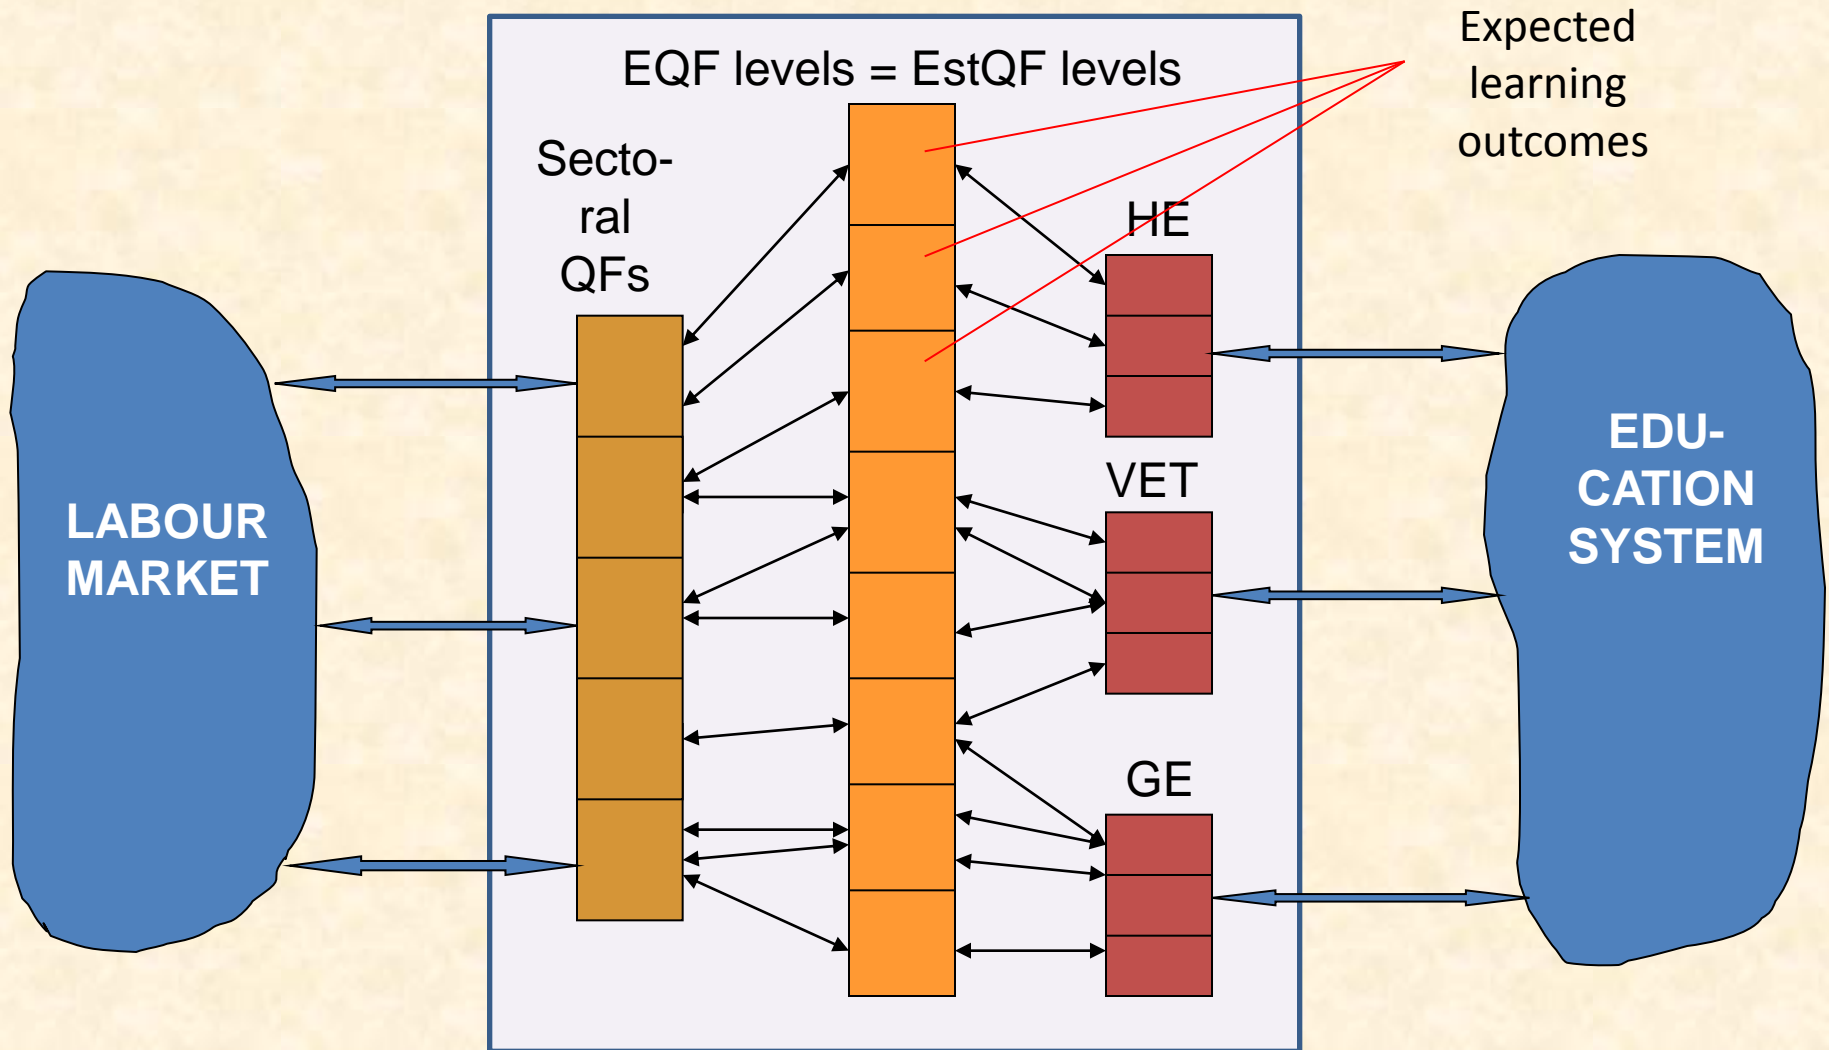 Expected
learning
outcomes
EQF levels = EstQF levels
Secto-
ral
QFs
HE
VET
GE
LABOUR
MARKET
EDU-
CATION
SYSTEM